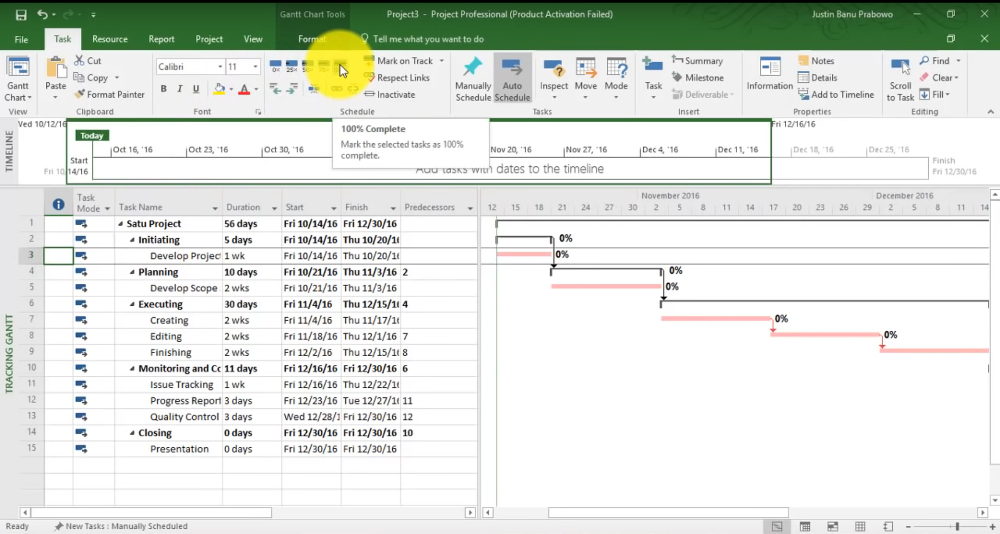 Gantt Chart Tools
Project3 - Project Professional (Product Activation Failed)
Justin Banu Prabowo
File
Task
Resource
Report
Project
View
Format
Tell me what you want to do
Gantt
Chart
View
Paste
Cut
Copy
Format Painter
Clipboard
Calibri
11
B I U
A
Font
0% 25% 50% 75%
Mark on Track
Respect Links
Inactivate
Schedule
Manually
Schedule
Auto
Schedule
Inspect
Move
Mode
Tasks
Task
Summary
Milestone
Deliverable
Insert
Information
Notes
Details
Add to Timeline
Properties
Scroll
to Task
Find
Clear
Fill
Editing
TIMELINE
Wed 10/12/16
Fri 12/16/16
Today
Oct 16, '16 Oct 23, '16 Oct 30, '16 Nov 20, '16 Nov 27, '16 Dec 4, '16 Dec 11, '16 Dec 18, '16 Dec 25, '16
Start
Fri 10/14/16
Add tasks with dates to the timeline
Finish
Fri 12/30/16
100% Complete
Mark the selected tasks as 100%
complete.
TRACKING GANTT
Task Mode Task Name Duration Start Finish Predecessors
1 Satu Project 56 days Fri 10/14/16 Fri 12/30/16
2 Initiating 5 days Fri 10/14/16 Thu 10/20/16
3 Develop Project 1 wk Fri 10/14/16 Thu 10/20/16
4 Planning 10 days Fri 10/21/16 Thu 11/3/16 2
5 Develop Scope 2 wks Fri 10/21/16 Thu 11/3/16
6 Executing 30 days Fri 11/4/16 Thu 12/15/16 4
7 Creating 2 wks Fri 11/4/16 Thu 11/17/16
8 Editing 2 wks Fri 11/18/16 Thu 12/1/16 7
9 Finishing 2 wks Fri 12/2/16 Thu 12/15/16 8
10 Monitoring and Co 11 days Fri 12/16/16 Fri 12/30/16 6
11 Issue Tracking 1 wk Fri 12/16/16 Thu 12/22/16
12 Progress Report 3 days Fri 12/23/16 Tue 12/27/16 11
13 Quality Control 3 days Wed 12/28/1 Fri 12/30/16 12
14 Closing 0 days Fri 12/30/16 Fri 12/30/16 10
15 Presentation 0 days Fri 12/30/16 Fri 12/30/16
November 2016 December 2016
12 15 18 21 24 27 30 2 5 8 11 14 17 20 23 26 29 2 5 8 11 14
0%
0%
0%
0%
0%
0%
Ready
New Tasks : Manually Scheduled